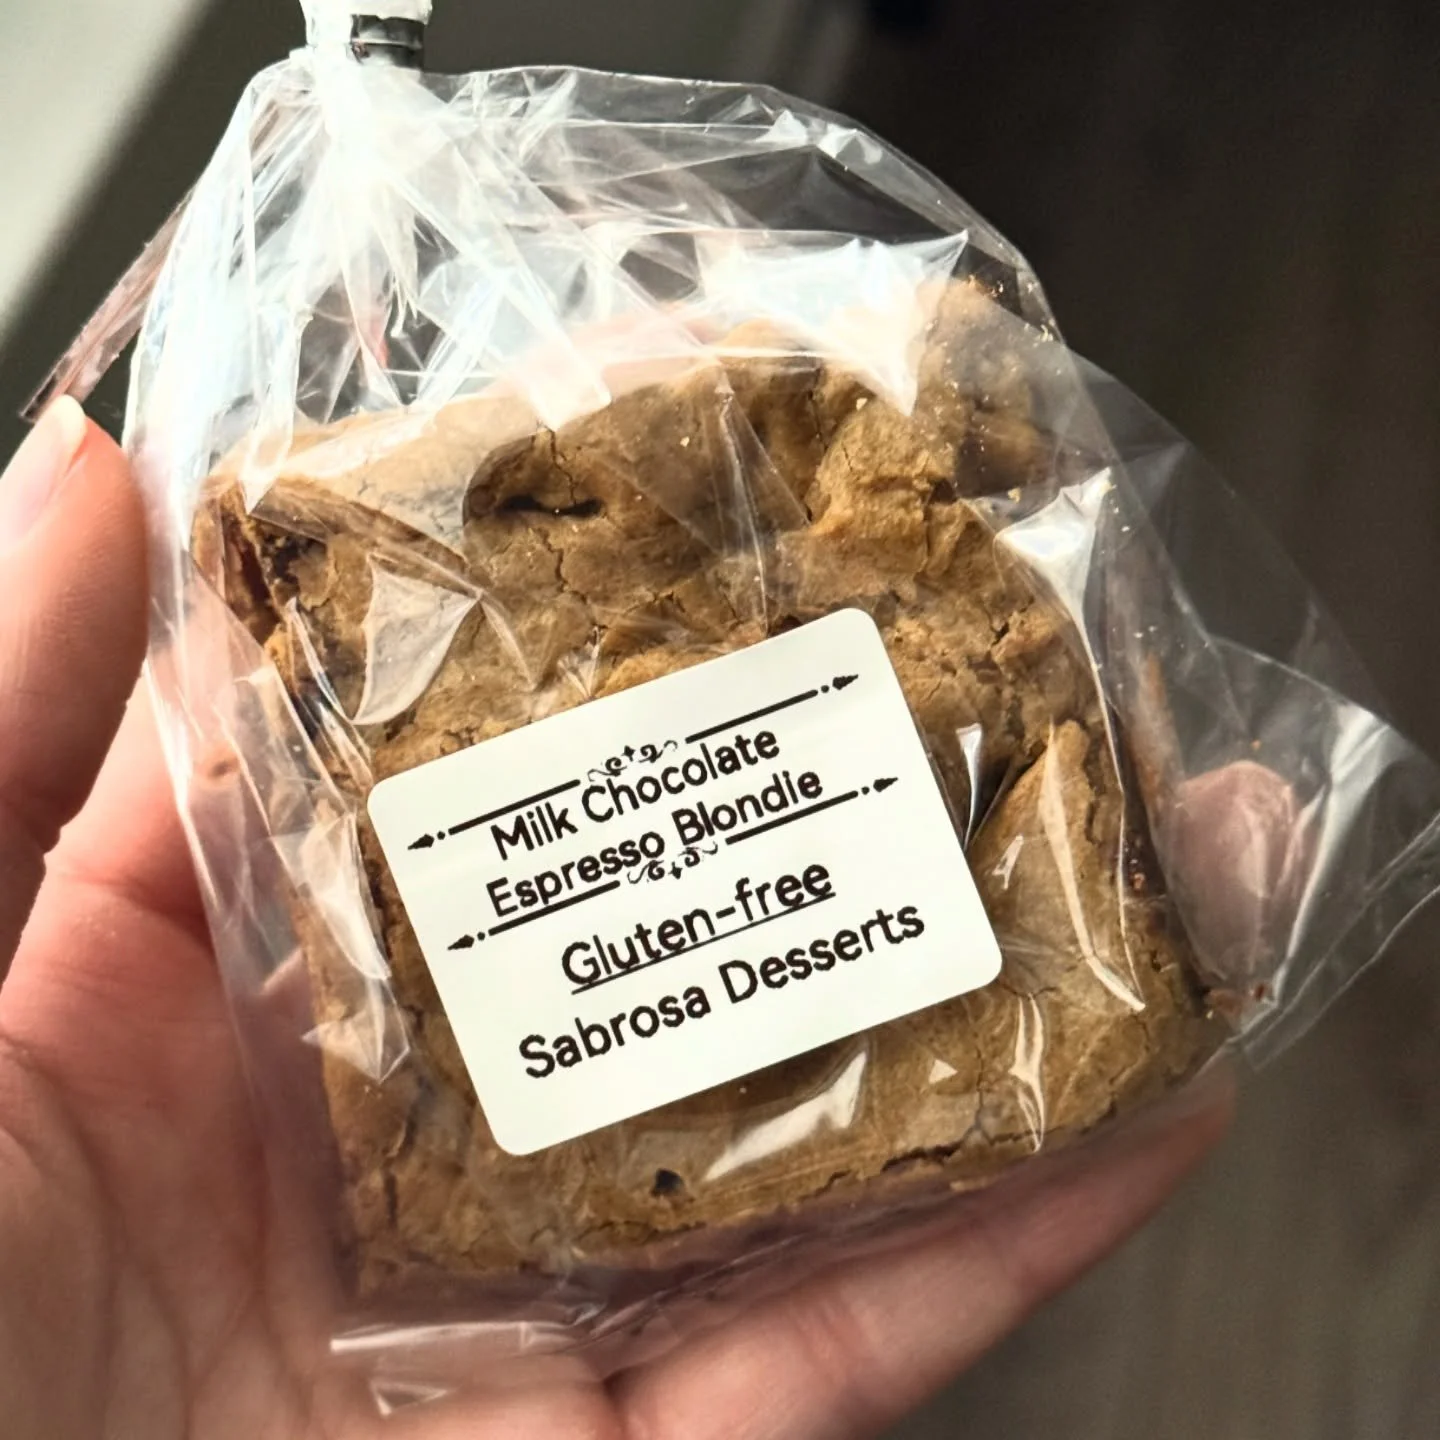 Milk Chocolate
Espresso Blondie
Gluten-free
Sabrosa Desserts